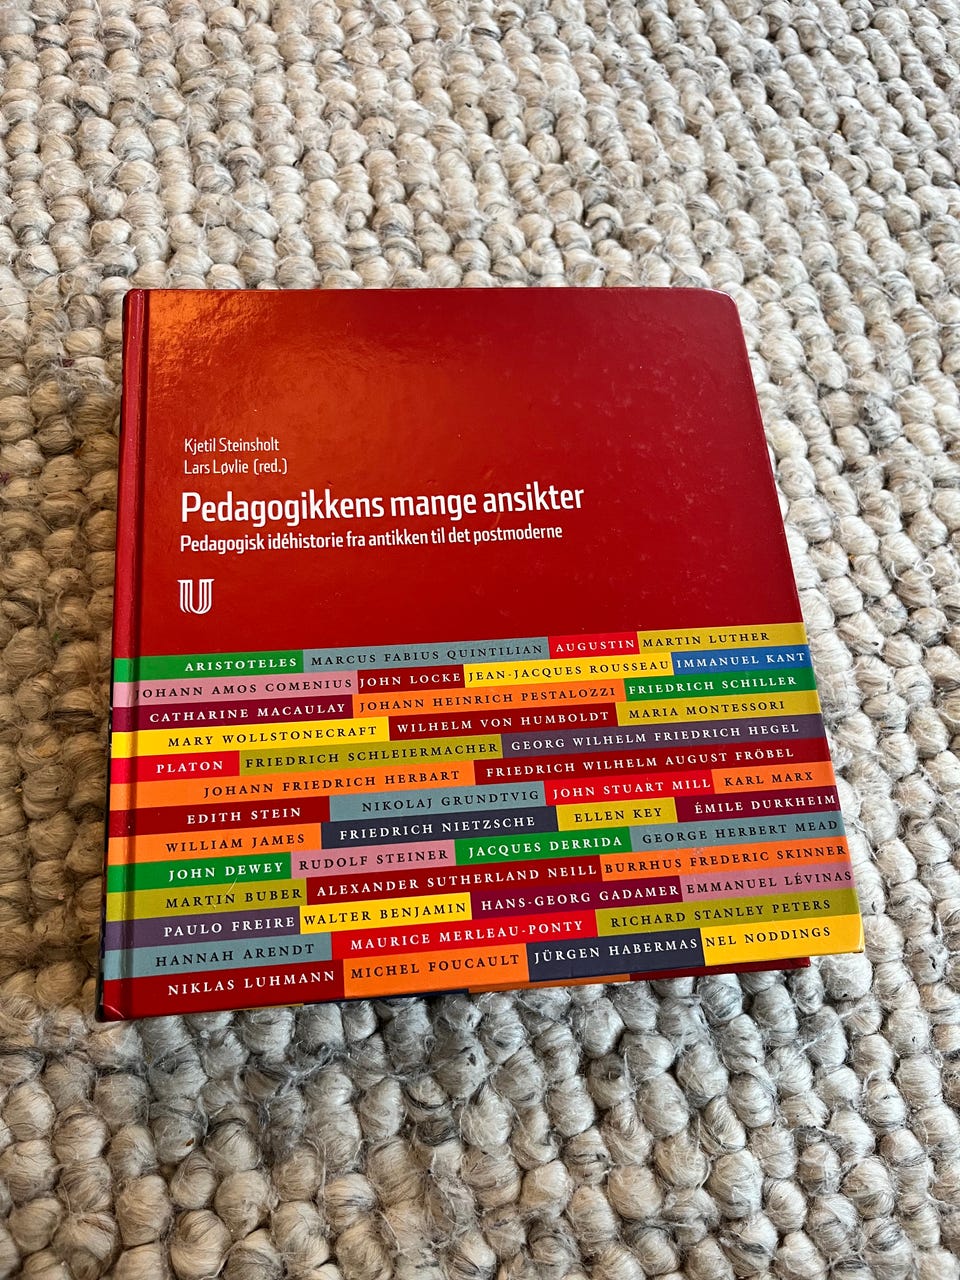 Kjetil Steinsholt
Lars Løvlie (red.)
Pedagogikkens mange ansikter
Pedagogisk idéhistorie fra antikken til det postmoderne
U
ARISTOTELES MARCUS FABIUS QUINTILIAN AUGUSTIN MARTIN LUTHER
JOHANN AMOS COMENIUS JOHN LOCKE JEAN-JACQUES ROUSSEAU IMMANUEL KANT
CATHARINE MACAULAY JOHANN HEINRICH PESTALOZZI FRIEDRICH SCHILLER
MARY WOLLSTONECRAFT WILHELM VON HUMBOLDT MARIA MONTESSORI
PLATON FRIEDRICH SCHLEIERMACHER GEORG WILHELM FRIEDRICH HEGEL
JOHANN FRIEDRICH HERBART FRIEDRICH WILHELM AUGUST FRÖBEL
EDITH STEIN NIKOLAJ GRUNDTVIG JOHN STUART MILL KARL MARX
WILLIAM JAMES FRIEDRICH NIETZSCHE ELLEN KEY ÉMILE DURKHEIM
JOHN DEWEY RUDOLF STEINER JACQUES DERRIDA GEORGE HERBERT MEAD
MARTIN BUBER ALEXANDER SUTHERLAND NEILL BURRHUS FREDERIC SKINNER
PAULO FREIRE WALTER BENJAMIN HANS-GEORG GADAMER EMMANUEL LÉVINAS
HANNAH ARENDT MAURICE MERLEAU-PONTY RICHARD STANLEY PETERS
NIKLAS LUHMANN MICHEL FOUCAULT JÜRGEN HABERMAS NEL NODDINGS